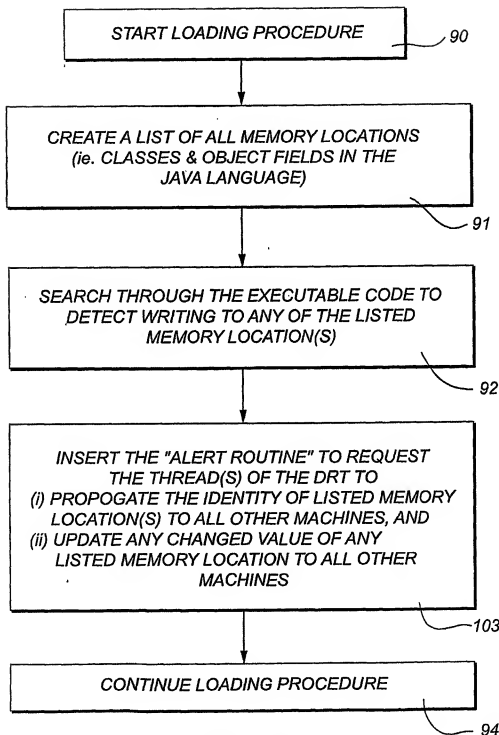 START LOADING PROCEDURE
90
CREATE A LIST OF ALL MEMORY LOCATIONS
(ie. CLASSES & OBJECT FIELDS IN THE
JAVA LANGUAGE)
91
SEARCH THROUGH THE EXECUTABLE CODE TO
DETECT WRITING TO ANY OF THE LISTED
MEMORY LOCATION(S)
92
INSERT THE "ALERT ROUTINE" TO REQUEST
THE THREAD(S) OF THE DRT TO
(i) PROPOGATE THE IDENTITY OF LISTED MEMORY
LOCATION(S) TO ALL OTHER MACHINES, AND
(ii) UPDATE ANY CHANGED VALUE OF ANY
LISTED MEMORY LOCATION TO ALL OTHER
MACHINES
103
CONTINUE LOADING PROCEDURE
94